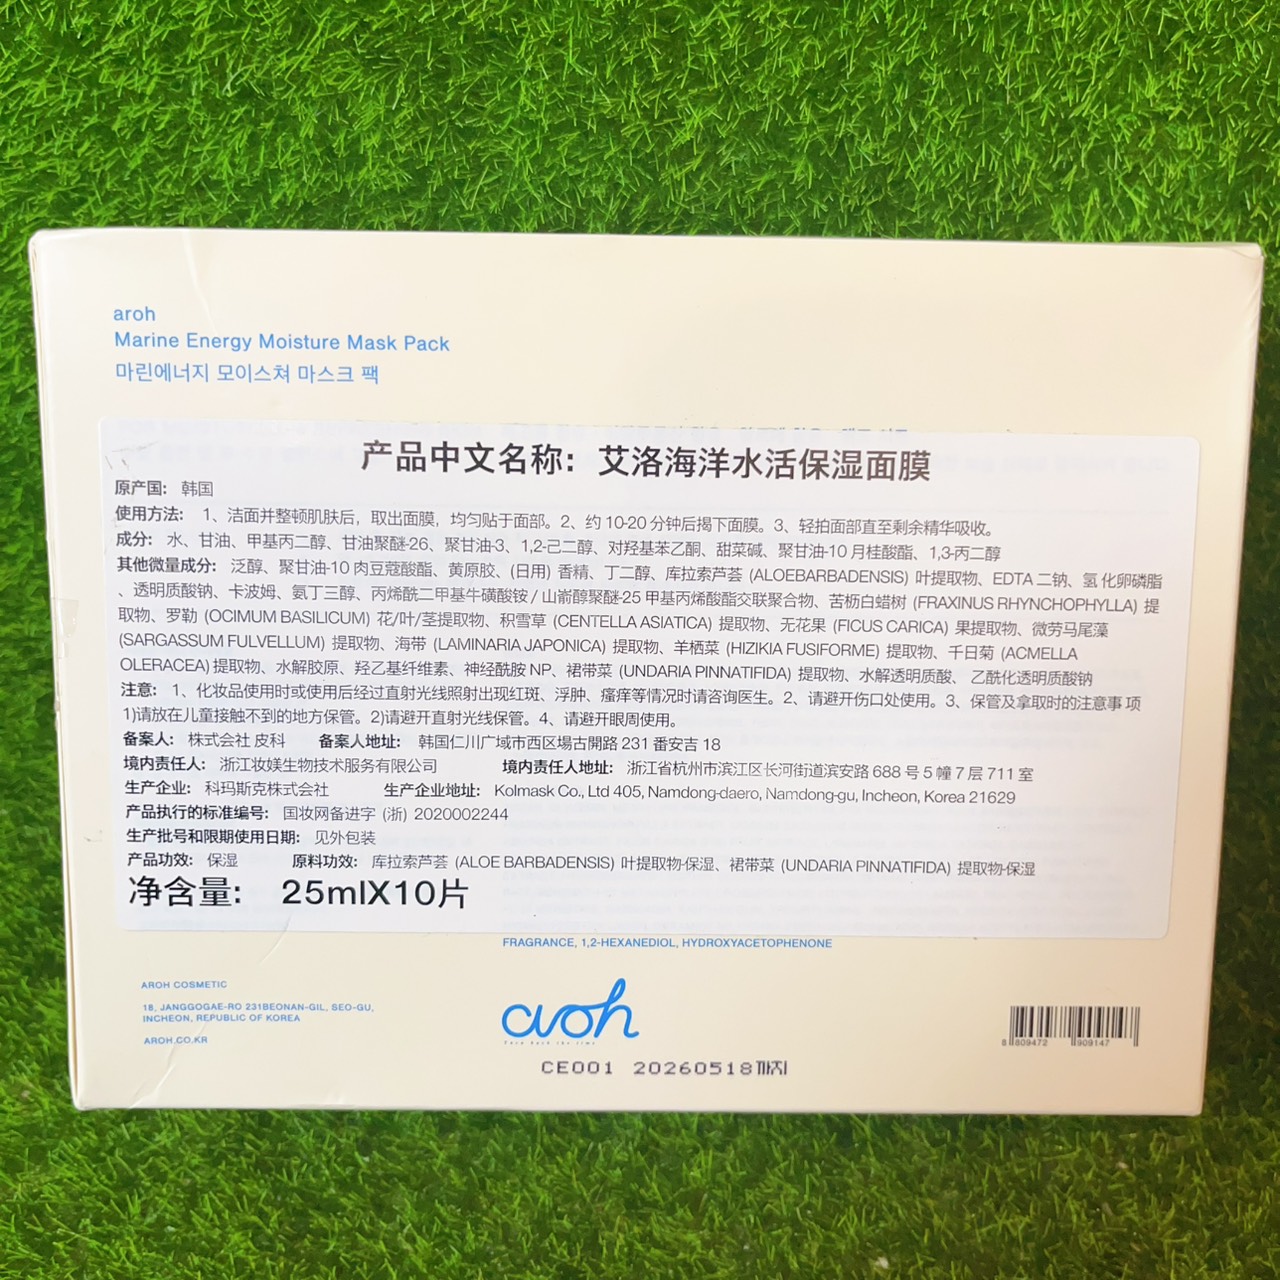 aroh
Marine Energy Moisture Mask Pack
마린에너지 모이스쳐 마스크 팩
产品中文名称：艾洛海洋水活保湿面膜
原产国：韩国
使用方法：1、洁面并整顿肌肤后，取出面膜，均匀贴于面部。2、约10-20分钟后揭下面膜。3、轻拍面部直至剩余精华吸收。
成分：水、甘油、甲基丙二醇、甘油聚醚-26、聚甘油-3、1,2-己二醇、对羟基苯乙酮、甜菜碱、聚甘油-10月桂酸酯、1,3-丙二醇
其他微量成分：泛醇、聚甘油-10肉豆蔻酸酯、黄原胶、(日用)香精、丁二醇、库拉索芦荟 (ALOEBARBADENSIS) 叶提取物、EDTA二钠、氢化卵磷脂
、透明质酸钠、卡波姆、氨丁三醇、丙烯酰二甲基牛磺酸铵/山嵛醇聚醚-25甲基丙烯酸酯交联聚合物、苦枥白蜡树 (FRAXINUS RHYNCHOPHYLLA) 提
取物、罗勒 (OCIMUM BASILICUM) 花/叶/茎提取物、积雪草 (CENTELLA ASIATICA) 提取物、无花果 (FICUS CARICA) 果提取物、微劳马尾藻
(SARGASSUM FULVELLUM) 提取物、海带 (LAMINARIA JAPONICA) 提取物、羊栖菜 (HIZIKIA FUSIFORME) 提取物、千日菊 (ACMELLA
OLERACEA) 提取物、水解胶原、羟乙基纤维素、神经酰胺 NP、裙带菜 (UNDARIA PINNATIFIDA) 提取物、水解透明质酸、乙酰化透明质酸钠
注意：1、化妆品使用时或使用后经过直射光线照射出现红斑、浮肿、瘙痒等情况时请咨询医生。2、请避开伤口处使用。3、保管及拿取时的注意事项
1)请放在儿童接触不到的地方保管。2)请避开直射光线保管。4、请避开眼周使用。
备案人：株式会社 皮科 备案人地址：韩国仁川广域市西区場古開路231番安吉18
境内责任人：浙江妆媄生物技术服务有限公司 境内责任人地址：浙江省杭州市滨江区长河街道滨安路688号5幢7层711室
生产企业：科玛斯克株式会社 生产企业地址：Kolmask Co., Ltd 405, Namdong-daero, Namdong-gu, Incheon, Korea 21629
产品执行的标准编号：国妆网备进字 (浙) 2020002244
生产批号和限期使用日期：见外包装
产品功效：保湿 原料功效：库拉索芦荟 (ALOE BARBADENSIS) 叶提取物-保湿、裙带菜 (UNDARIA PINNATIFIDA) 提取物-保湿
净含量：25mlX10片
FRAGRANCE, 1,2-HEXANEDIOL, HYDROXYACETOPHENONE
AROH COSMETIC
18, JANGGOGAE-RO 231BEONAN-GIL, SEO-GU,
INCHEON, REPUBLIC OF KOREA
AROH.CO.KR
aroh
8 809472 909147
CE001 20260518까지